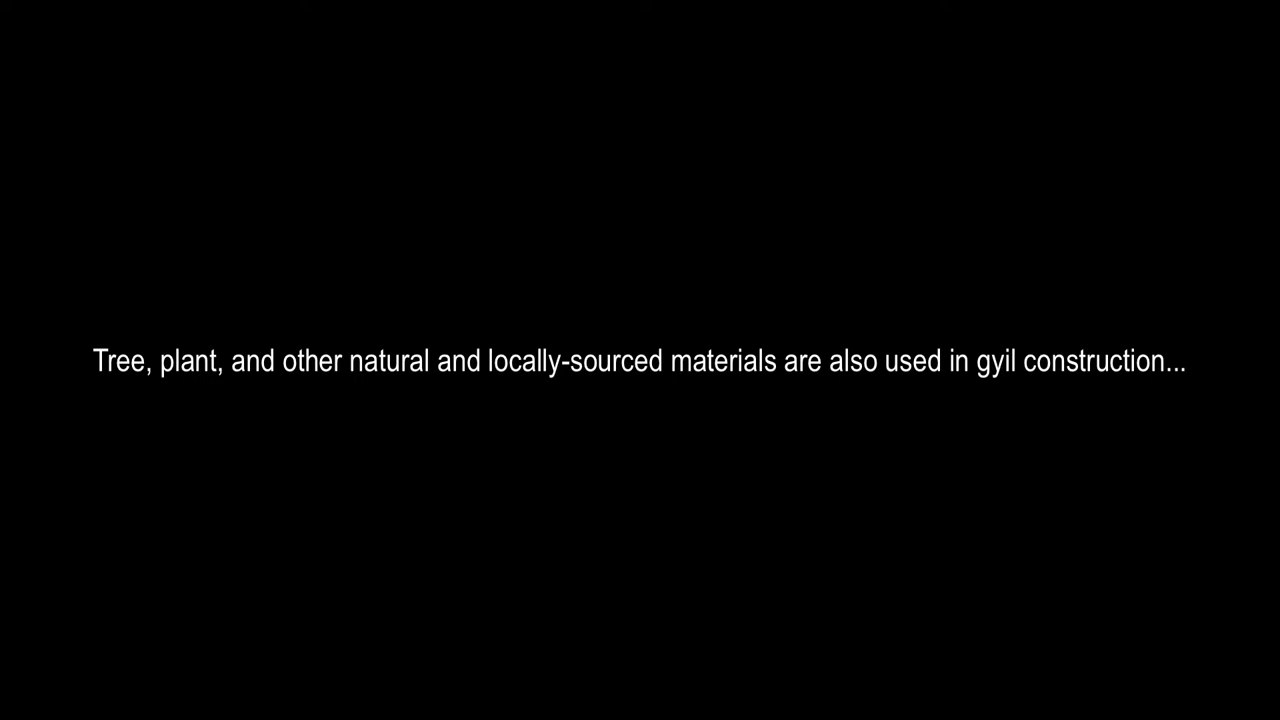 Tree, plant, and other natural and locally-sourced materials are also used in gyil construction...